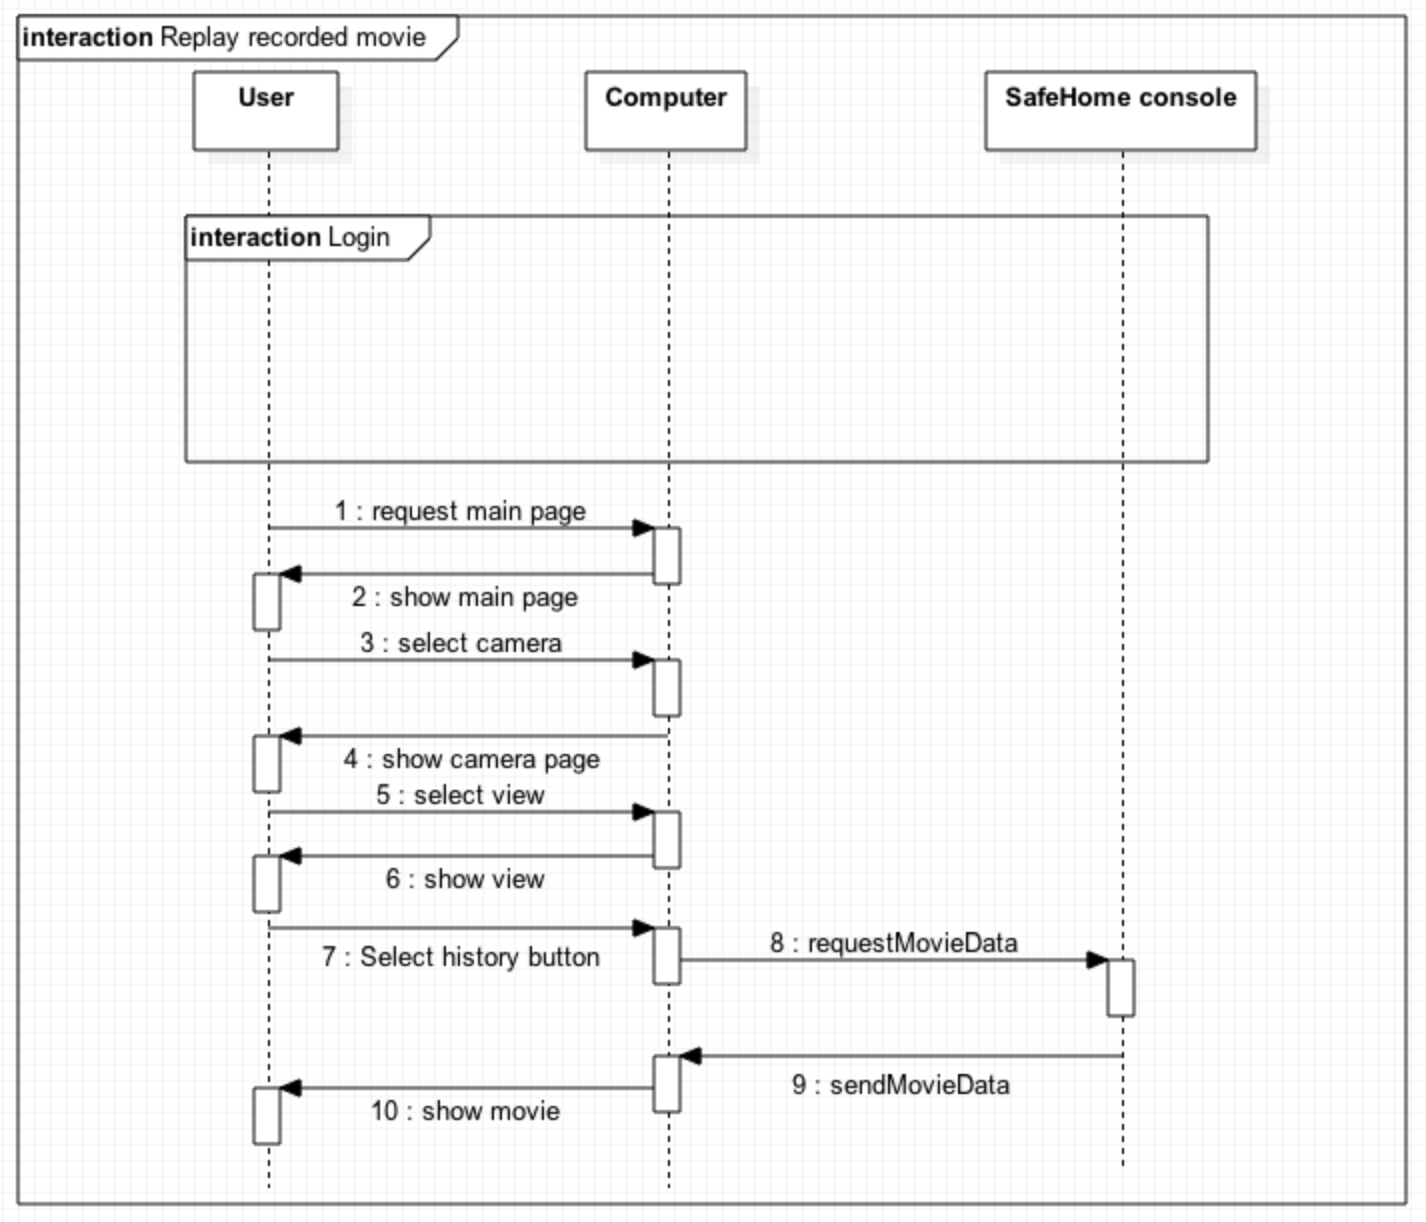 interaction Replay recorded movie
User
Computer
SafeHome console
interaction Login
1 : request main page
2 : show main page
3 : select camera
4 : show camera page
5 : select view
6 : show view
7 : Select history button
8 : requestMovieData
9 : sendMovieData
10 : show movie